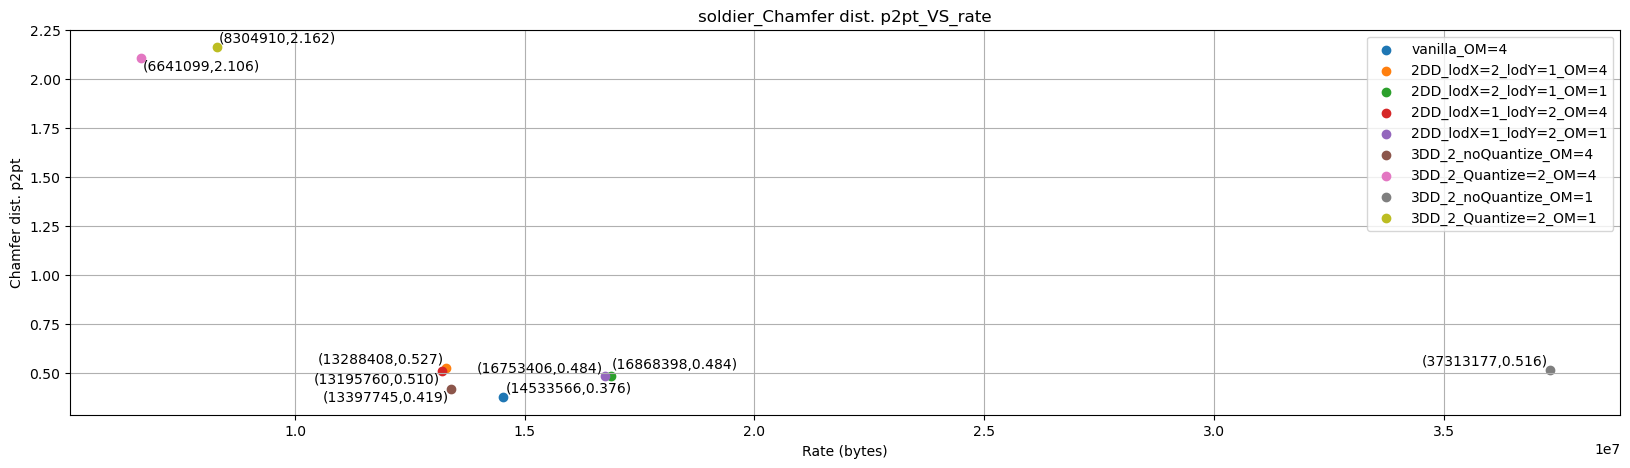 soldier_Chamfer dist. p2pt_VS_rate
Chamfer dist. p2pt
2.25
2.00
1.75
1.50
1.25
1.00
0.75
0.50
(8304910,2.162)
(6641099,2.106)
vanilla_OM=4
2DD_lodX=2_lodY=1_OM=4
2DD_lodX=2_lodY=1_OM=1
2DD_lodX=1_lodY=2_OM=4
2DD_lodX=1_lodY=2_OM=1
3DD_2_noQuantize_OM=4
3DD_2_Quantize=2_OM=4
3DD_2_noQuantize_OM=1
3DD_2_Quantize=2_OM=1
(13288408,0.527)
(13195760,0.510)
(13397745,0.419)
(16753406,0.484)
(16868398,0.484)
(14533566,0.376)
(37313177,0.516)
1.0
1.5
2.0
2.5
3.0
3.5
1e7
Rate (bytes)